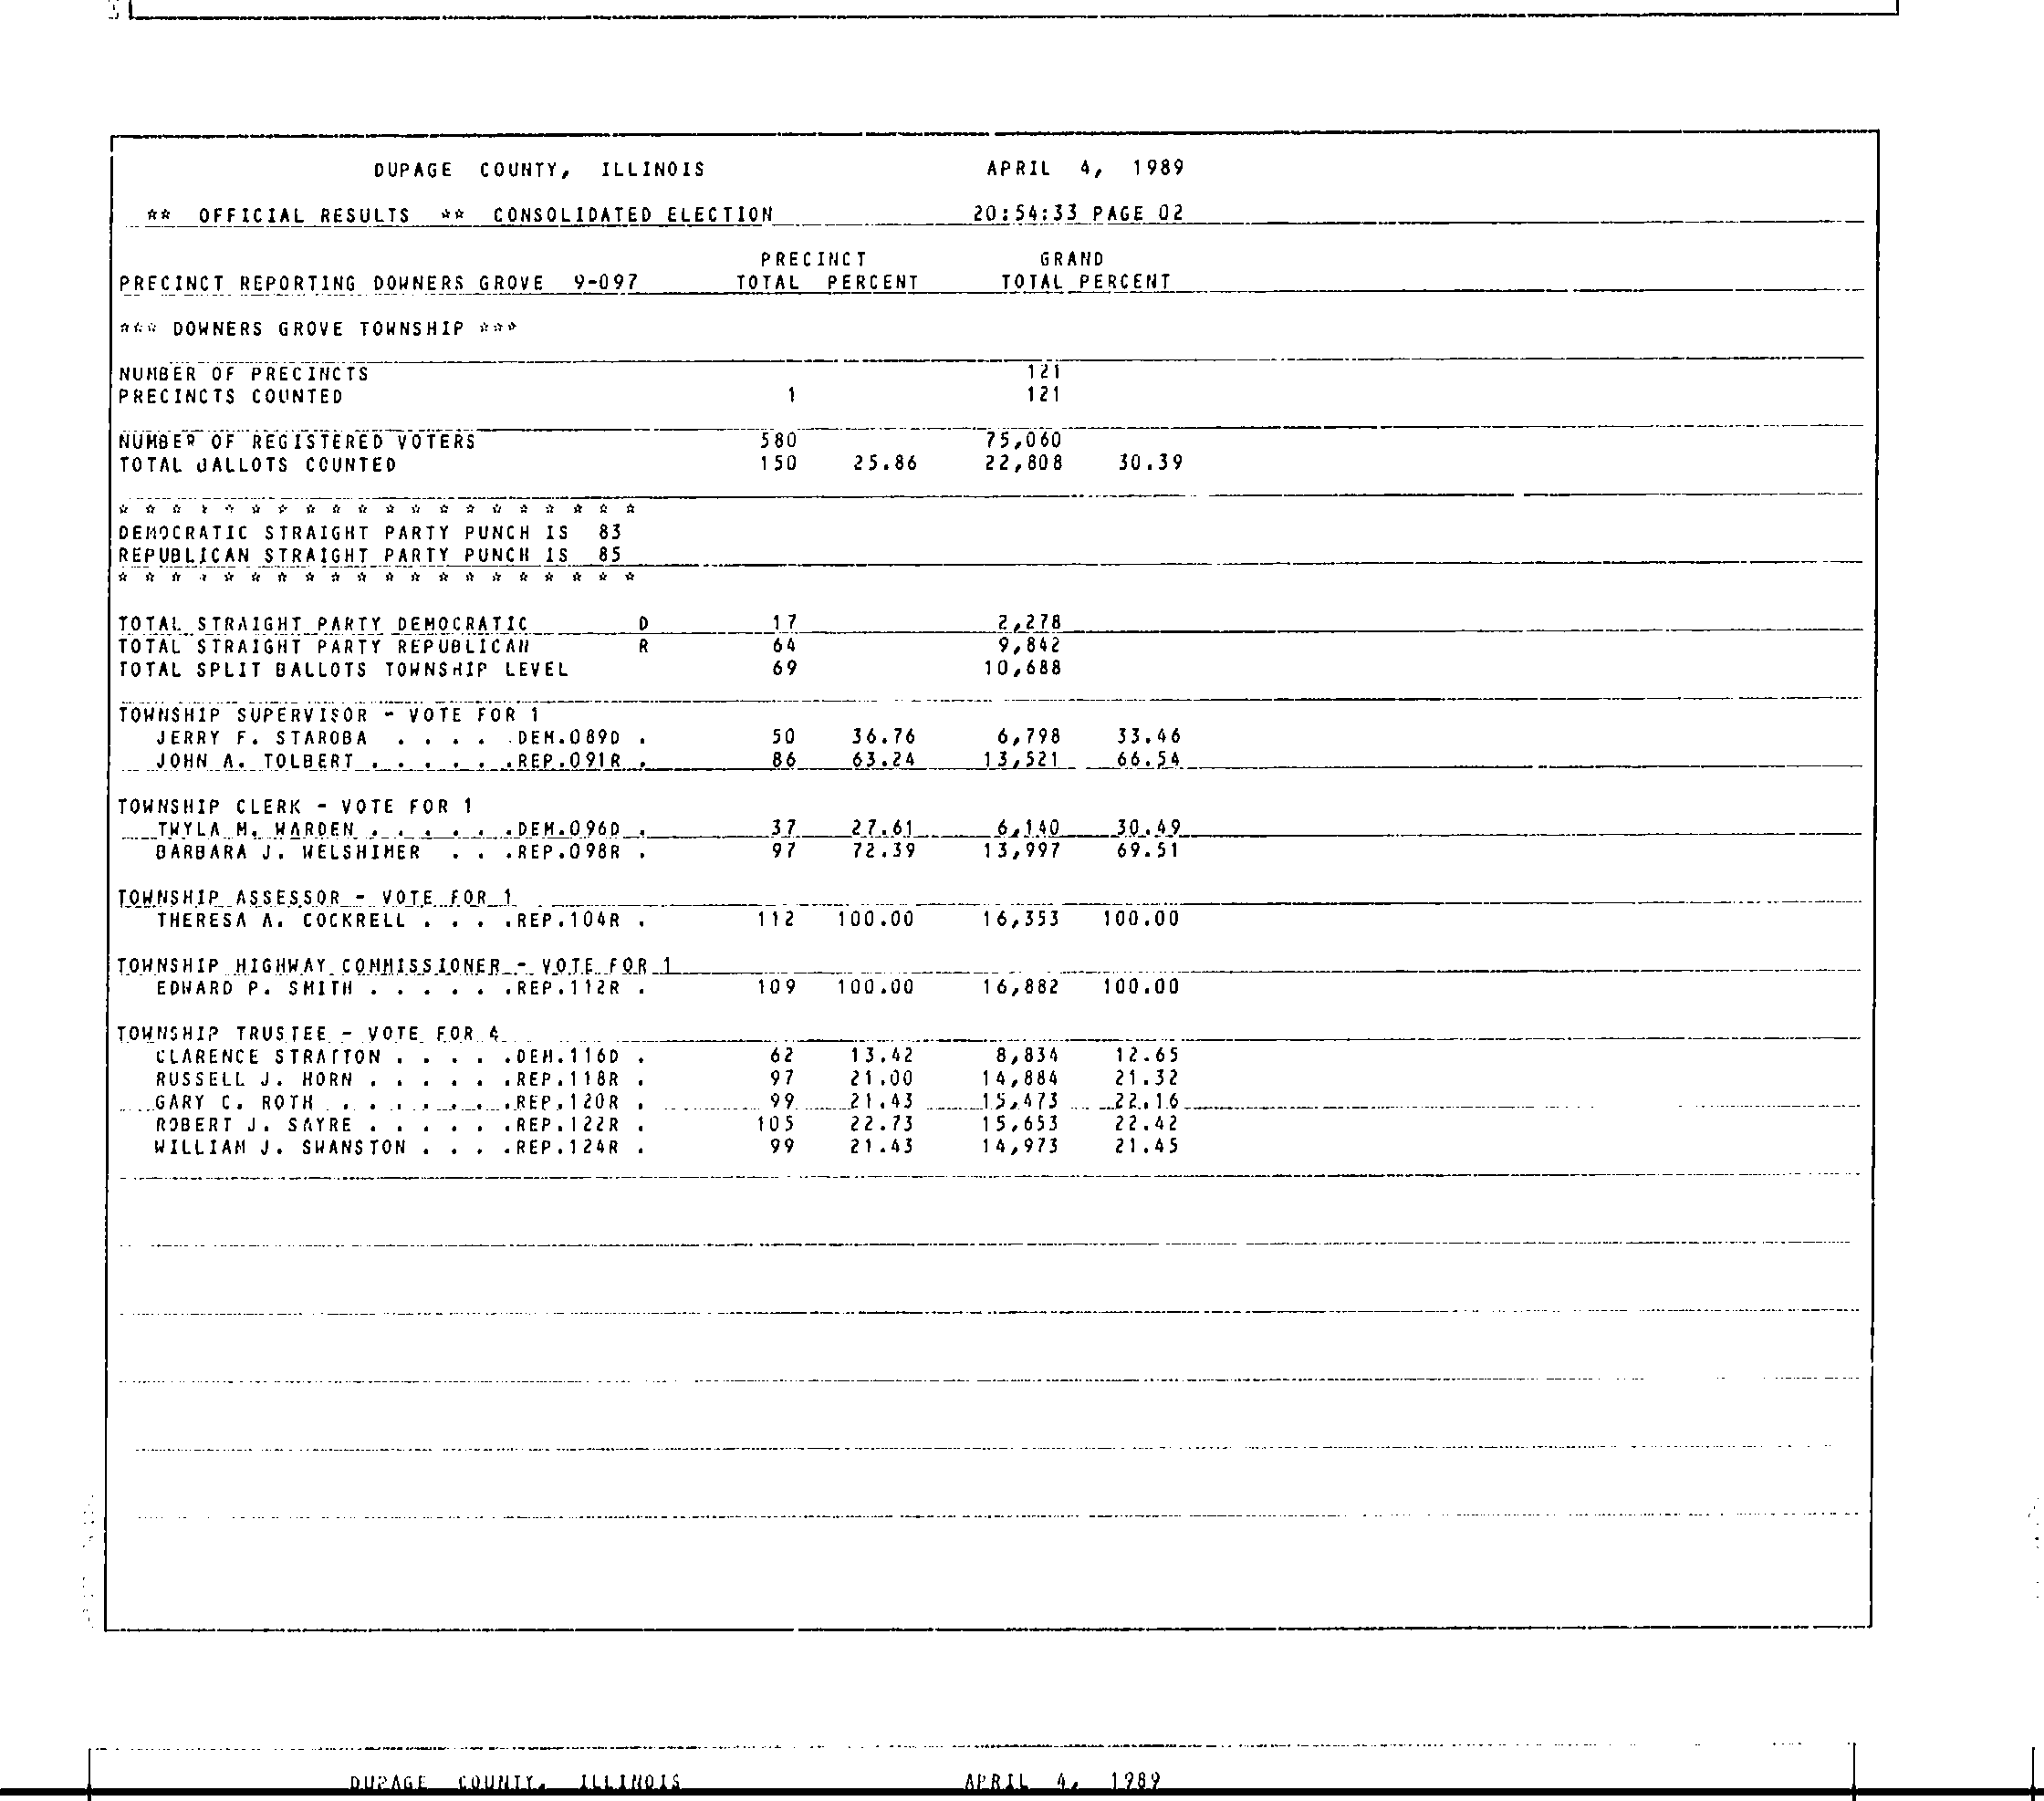 DUPAGE COUNTY, ILLINOIS APRIL 4, 1989
** OFFICIAL RESULTS ** CONSOLIDATED ELECTION 20:54:33 PAGE 02
PRECINCT GRAND
PRECINCT REPORTING DOWNERS GROVE 9-097 TOTAL PERCENT TOTAL PERCENT
*** DOWNERS GROVE TOWNSHIP ***
NUMBER OF PRECINCTS 121
PRECINCTS COUNTED 1 121
NUMBER OF REGISTERED VOTERS 580 75,060
TOTAL BALLOTS COUNTED 150 25.86 22,808 30.39
* * * * * * * * * * * * * * * * * * * *
DEMOCRATIC STRAIGHT PARTY PUNCH IS 83
REPUBLICAN STRAIGHT PARTY PUNCH IS 85
* * * * * * * * * * * * * * * * * * * *
TOTAL STRAIGHT PARTY DEMOCRATIC D 17 2,278
TOTAL STRAIGHT PARTY REPUBLICAN R 64 9,842
TOTAL SPLIT BALLOTS TOWNSHIP LEVEL 69 10,688
TOWNSHIP SUPERVISOR - VOTE FOR 1
JERRY F. STAROBA . . . . .DEM.089D . 50 36.76 6,798 33.46
JOHN A. TOLBERT . . . . . .REP.091R . 86 63.24 13,521 66.54
TOWNSHIP CLERK - VOTE FOR 1
TWYLA M. WARDEN . . . . . .DEM.096D . 37 27.61 6,140 30.49
BARBARA J. WELSHIMER . . .REP.098R . 97 72.39 13,997 69.51
TOWNSHIP ASSESSOR - VOTE FOR 1
THERESA A. COCKRELL . . . .REP.104R . 112 100.00 16,353 100.00
TOWNSHIP HIGHWAY COMMISSIONER - VOTE FOR 1
EDWARD P. SMITH . . . . . .REP.112R . 109 100.00 16,882 100.00
TOWNSHIP TRUSTEE - VOTE FOR 4
CLARENCE STRATTON . . . . .DEM.116D . 62 13.42 8,834 12.65
RUSSELL J. HORN . . . . . .REP.118R . 97 21.00 14,884 21.32
GARY C. ROTH . . . . . . .REP.120R . 99 21.43 15,473 22.16
ROBERT J. SAYRE . . . . . .REP.122R . 105 22.73 15,653 22.42
WILLIAM J. SWANSTON . . . .REP.124R . 99 21.43 14,973 21.45
DUPAGE COUNTY, ILLINOIS APRIL 4, 1989